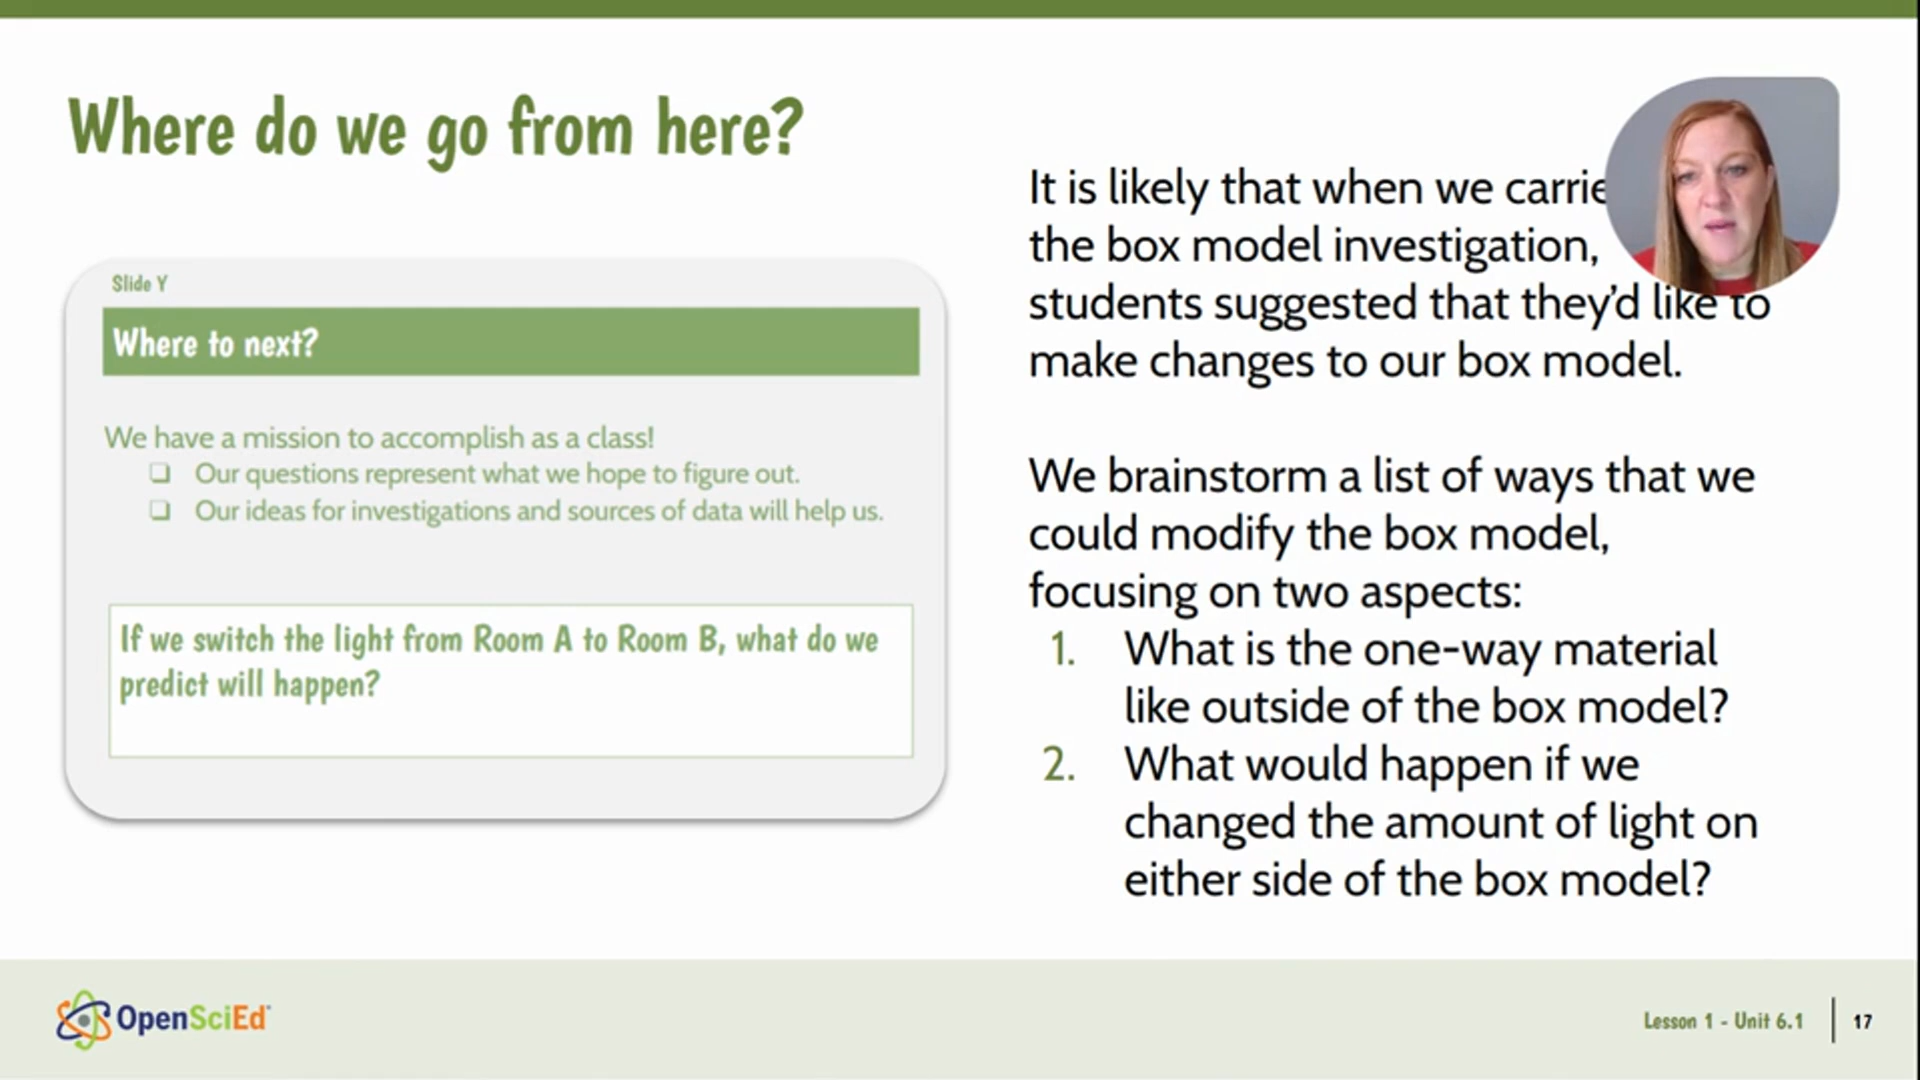 Where do we go from here?
Slide Y
Where to next?
We have a mission to accomplish as a class!
❏ Our questions represent what we hope to figure out.
❏ Our ideas for investigations and sources of data will help us.
If we switch the light from Room A to Room B, what do we
predict will happen?
It is likely that when we
the box model investigation,
students suggested that they'd like to
make changes to our box model.
We brainstorm a list of ways that we
could modify the box model,
focusing on two aspects:
1. What is the one-way material
like outside of the box model?
2. What would happen if we
changed the amount of light on
either side of the box model?
OpenSciEd
Lesson 1 - Unit 6.1
17